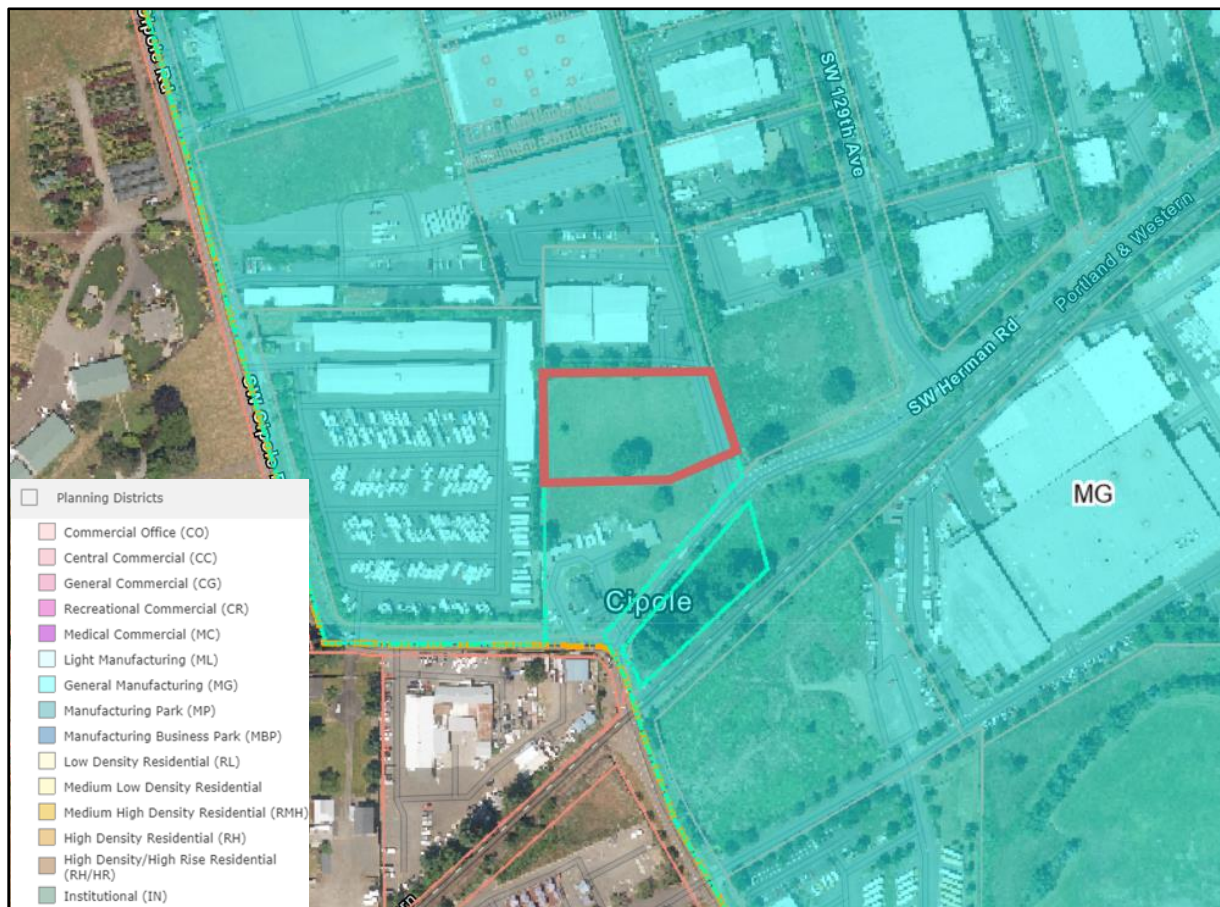 Cipole Rd
SW 129th Ave
Portland & Western
SW Herman Rd
SW Cipole
MG
Cipole
Planning Districts
Commercial Office (CO)
Central Commercial (CC)
General Commercial (CG)
Recreational Commercial (CR)
Medical Commercial (MC)
Light Manufacturing (ML)
General Manufacturing (MG)
Manufacturing Park (MP)
Manufacturing Business Park (MBP)
Low Density Residential (RL)
Medium Low Density Residential
Medium High Density Residential (RMH)
High Density Residential (RH)
High Density/High Rise Residential
(RH/HR)
Institutional (IN)